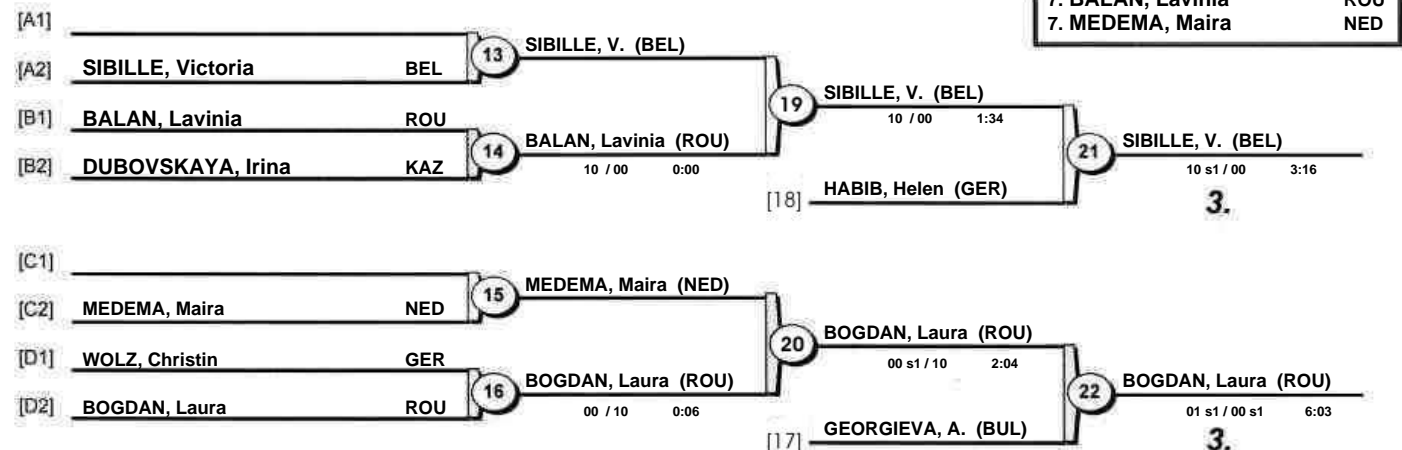 7. BALAN, Lavinia ROU
7. MEDEMA, Maira NED
[A1]
[A2] SIBILLE, Victoria BEL
13 SIBILLE, V. (BEL)
[B1] BALAN, Lavinia ROU
[B2] DUBOVSKAYA, Irina KAZ
14 BALAN, Lavinia (ROU)
10 / 00 0:00
19 SIBILLE, V. (BEL)
10 / 00 1:34
[18] HABIB, Helen (GER)
21 SIBILLE, V. (BEL)
10 s1 / 00 3:16
3.
[C1]
[C2] MEDEMA, Maira NED
15 MEDEMA, Maira (NED)
[D1] WOLZ, Christin GER
[D2] BOGDAN, Laura ROU
16 BOGDAN, Laura (ROU)
00 / 10 0:06
20 BOGDAN, Laura (ROU)
00 s1 / 10 2:04
[17] GEORGIEVA, A. (BUL)
22 BOGDAN, Laura (ROU)
01 s1 / 00 s1 6:03
3.